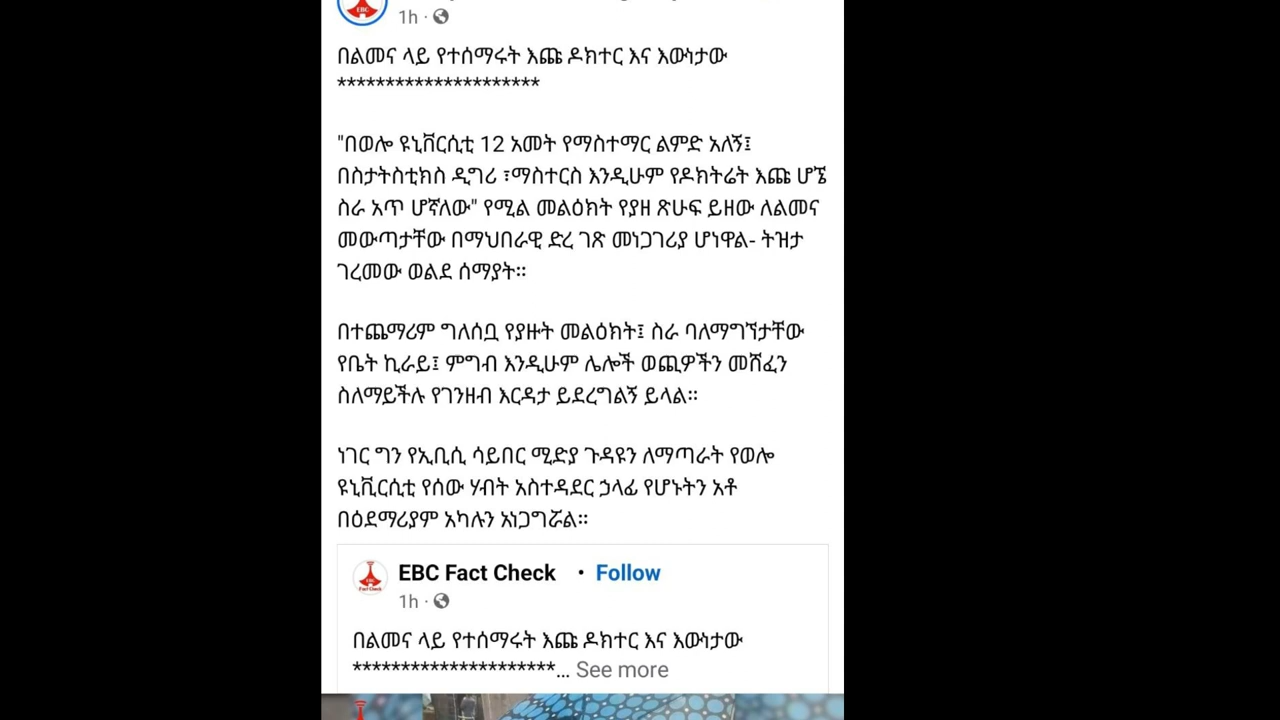 EBC
1h
በልመና ላይ የተሰማሩት እጩ ዶክተር እና እውነታው
*********************
"በወሎ ዩኒቨርሲቲ 12 አመት የማስተማር ልምድ አለኝ፤
በስታትስቲክስ ዲግሪ ፣ማስተርስ እንዲሁም የዶክትሬት እጩ ሆኜ
ስራ አጥ ሆኛለው" የሚል መልዕክት የያዘ ጽሁፍ ይዘው ለልመና
መውጣታቸው በማህበራዊ ድረ ገጽ መነጋገሪያ ሆነዋል- ትዝታ
ገረመው ወልደ ሰማያት።
በተጨማሪም ግለሰቧ የያዙት መልዕክት፤ ስራ ባለማግኘታቸው
የቤት ኪራይ፤ ምግብ እንዲሁም ሌሎች ወጪዎችን መሸፈን
ስለማይችሉ የገንዘብ እርዳታ ይደረግልኝ ይላል።
ነገር ግን የኢቢሲ ሳይበር ሚድያ ጉዳዩን ለማጣራት የወሎ
ዩኒቪርሲቲ የሰው ሃብት አስተዳደር ኃላፊ የሆኑትን አቶ
በዕደማሪያም አካሉን አነጋግሯል።
EBC Fact Check • Follow
EBC
Fact Check
1h
በልመና ላይ የተሰማሩት እጩ ዶክተር እና እውነታው
*********************... See more